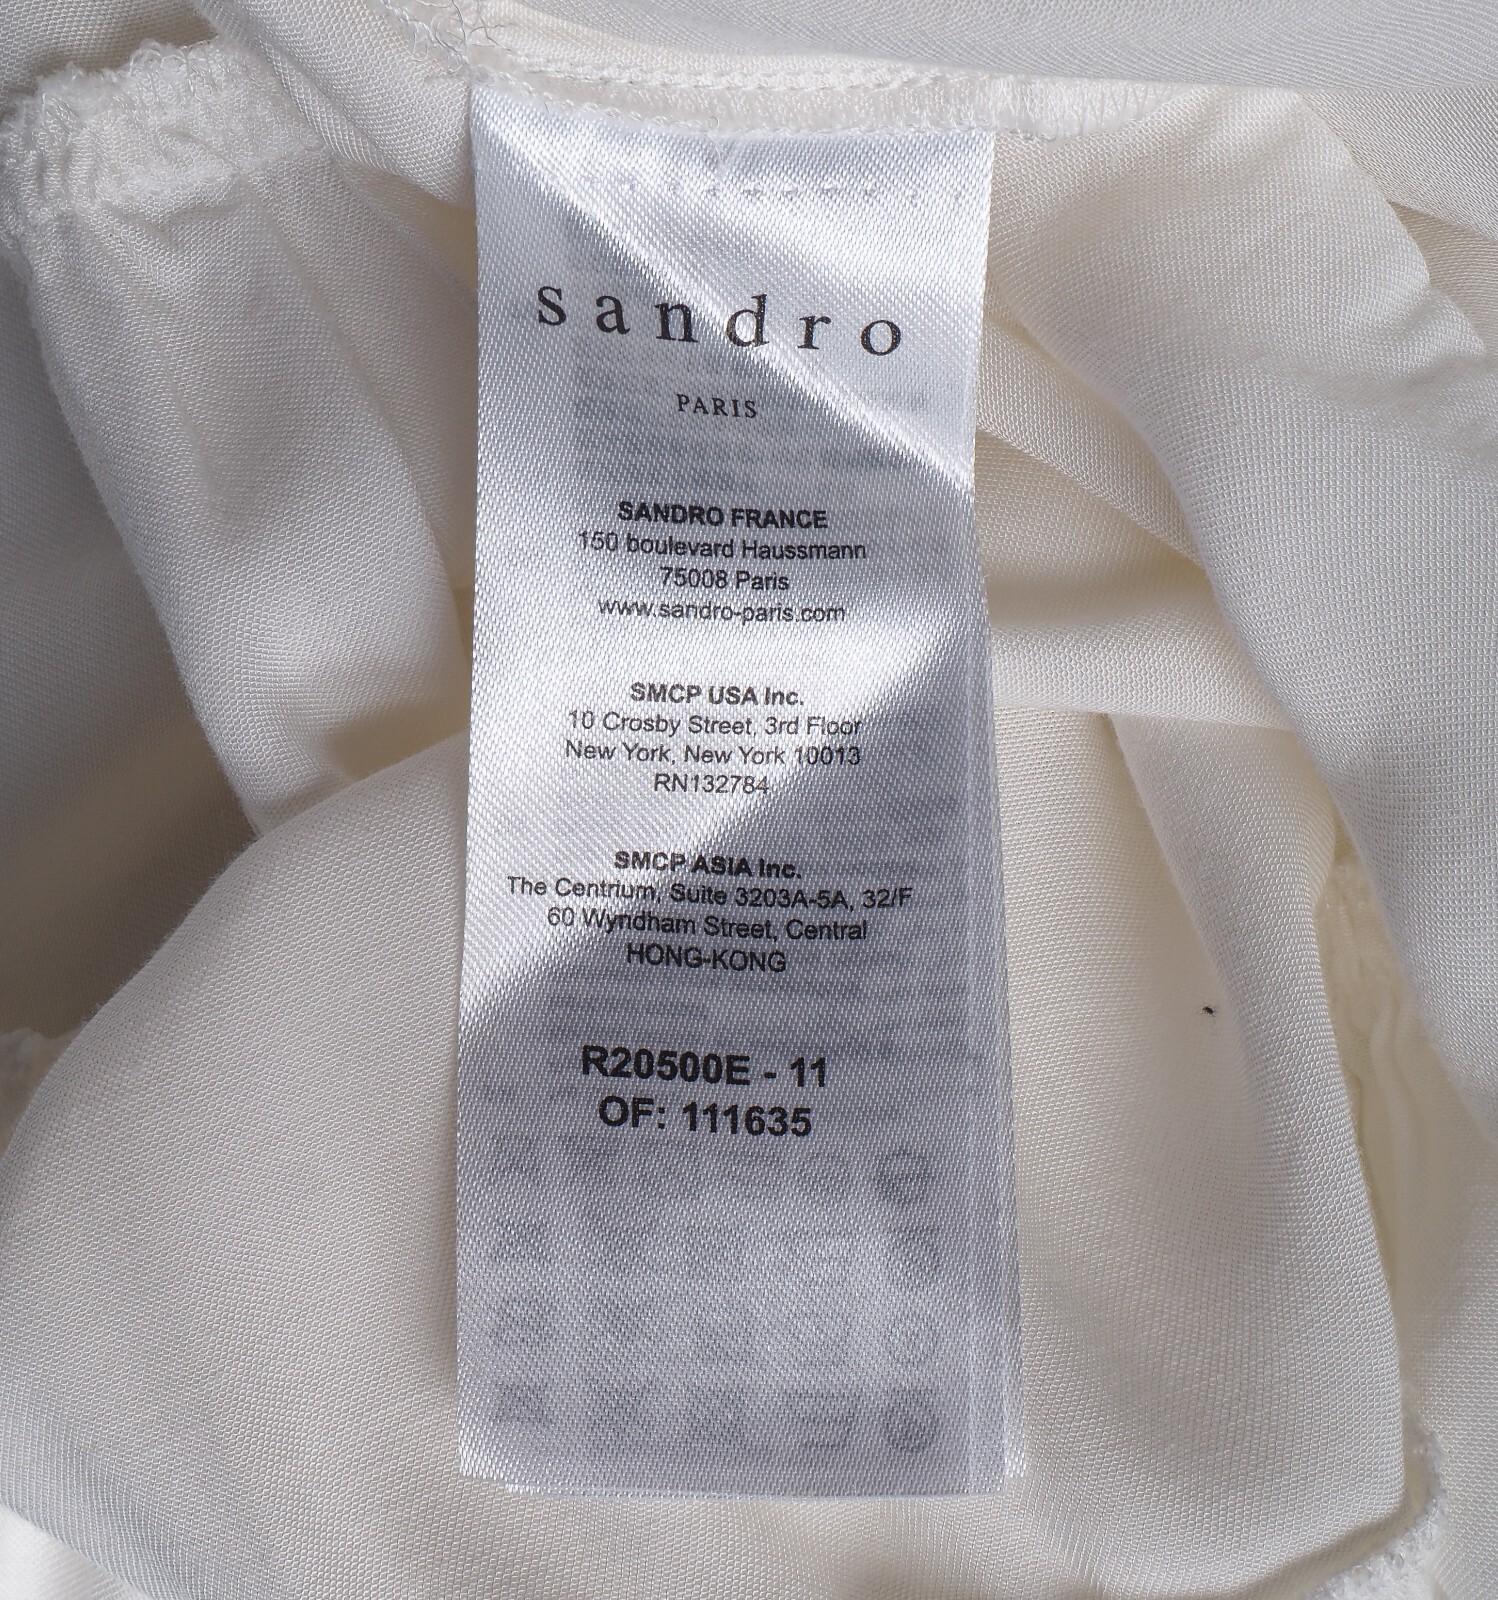 sandro
PARIS
SANDRO FRANCE
150 boulevard Haussmann
75008 Paris
www.sandro-paris.com
SMCP USA Inc.
10 Crosby Street, 3rd Floor
New York, New York 10013
RN132784
SMCP ASIA Inc.
The Centrium, Suite 3203A-5A, 32/F
60 Wyndham Street, Central
HONG-KONG
R20500E - 11
OF: 111635